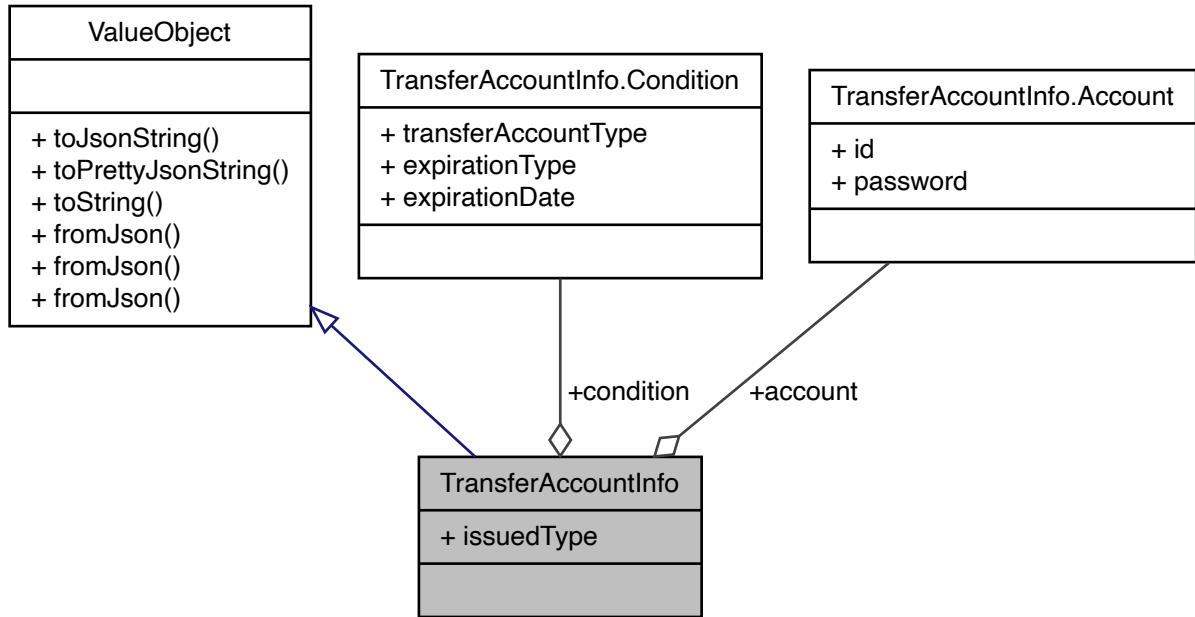 ValueObject
+ toJsonString()
+ toPrettyJsonString()
+ toString()
+ fromJson()
+ fromJson()
+ fromJson()
TransferAccountInfo.Condition
+ transferAccountType
+ expirationType
+ expirationDate
TransferAccountInfo.Account
+ id
+ password
+condition
+account
TransferAccountInfo
+ issuedType